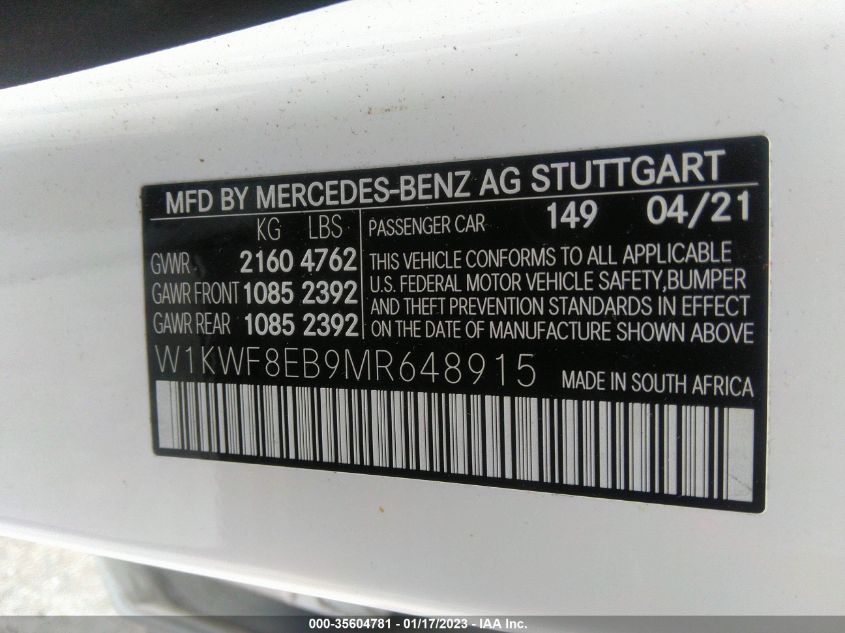 MFD BY MERCEDES-BENZ AG STUTTGART
KG LBS
GVWR 2160 4762
GAWR FRONT 1085 2392
GAWR REAR 1085 2392
PASSENGER CAR 149 04/21
THIS VEHICLE CONFORMS TO ALL APPLICABLE
U.S. FEDERAL MOTOR VEHICLE SAFETY,BUMPER
AND THEFT PREVENTION STANDARDS IN EFFECT
ON THE DATE OF MANUFACTURE SHOWN ABOVE
W1KWF8EB9MR648915 MADE IN SOUTH AFRICA
000-35604781 - 01/17/2023 - IAA Inc.